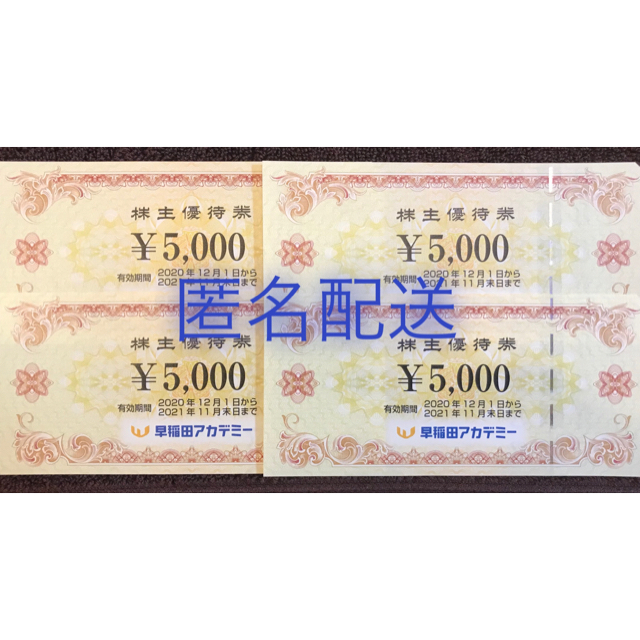 株主優待券
¥5,000
有効期間
2020年12月1日から
2021年11月末日まで
株主優待券
¥5,000
有効期間
2020年12月1日から
2021年11月末日まで
匿名配送
株主優待券
¥5,000
有効期間
2020年12月1日から
2021年11月末日まで
早稲田アカデミー
株主優待券
¥5,000
有効期間
2020年12月1日から
2021年11月末日まで
早稲田アカデミー